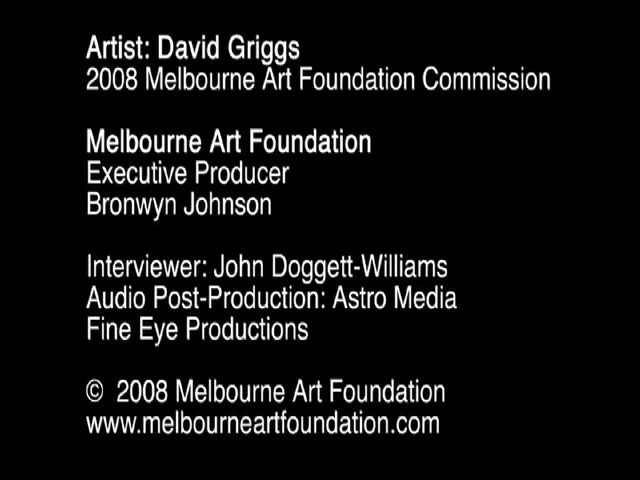 Artist: David Griggs
2008 Melbourne Art Foundation Commission
Melbourne Art Foundation
Executive Producer
Bronwyn Johnson
Interviewer: John Doggett-Williams
Audio Post-Production: Astro Media
Fine Eye Productions
© 2008 Melbourne Art Foundation
www.melbourneartfoundation.com